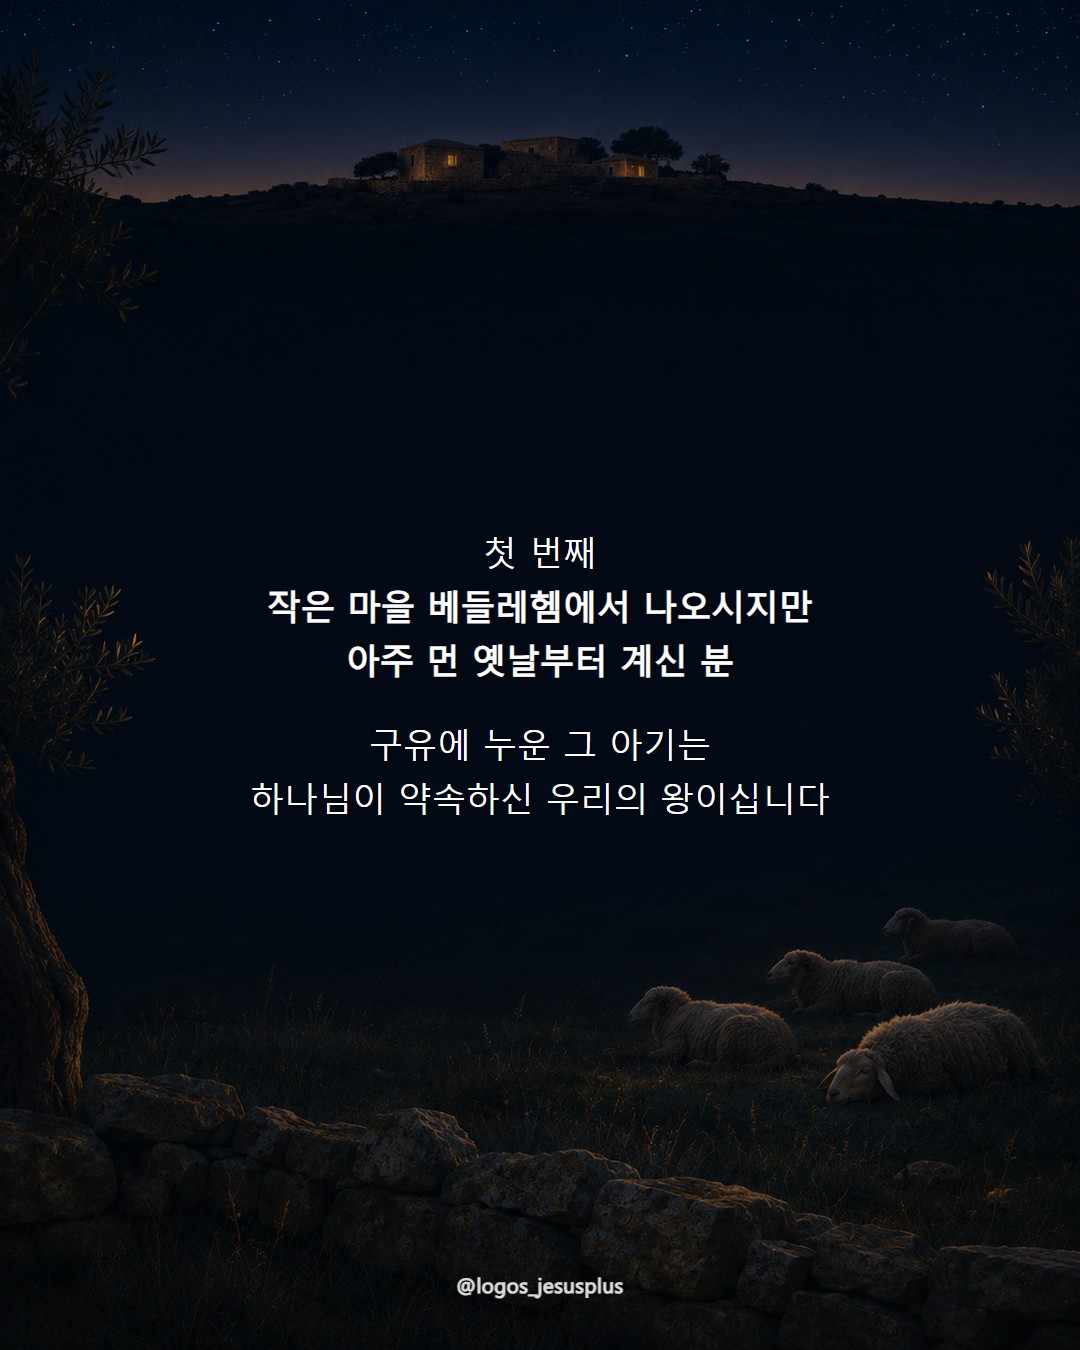 첫 번째
작은 마을 베들레헴에서 나오시지만
아주 먼 옛날부터 계신 분
구유에 누운 그 아기는
하나님이 약속하신 우리의 왕이십니다
@logos_jesusplus